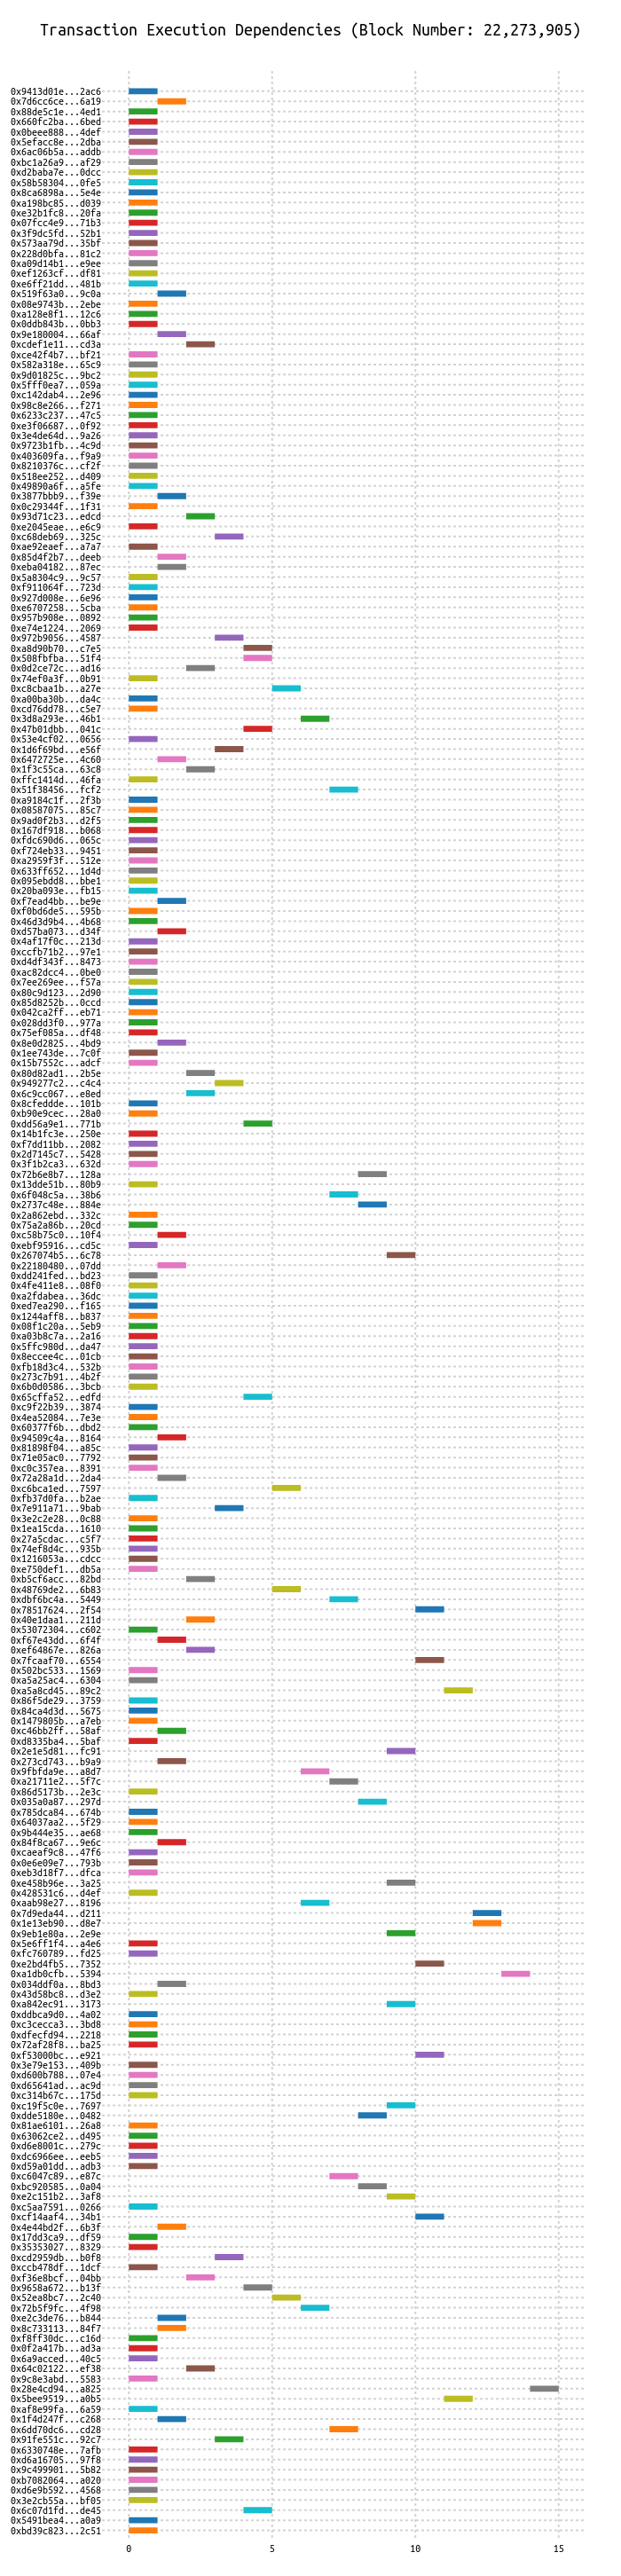 Transaction Execution Dependencies (Block Number: 22,273,905)
0x9413d01e...2ac6
0x7d6cc6ce...6a19
0x88de5c1e...4ed1
0x660fc2ba...6bed
0x0beee888...4def
0x5efacc8e...2dba
0x6ac06b5a...addb
0xbc1a26a9...af29
0xd2baba7e...0dcc
0x58b58304...0fe5
0x8ca6898a...5e4e
0xa198bc85...d039
0xe32b1fc8...20fa
0x07fcc4e9...71b3
0x3f9dc5fd...52b1
0x573aa79d...35bf
0x228d0bfa...81c2
0xa09d14b1...e9ee
0xef1263cf...df81
0xe6ff21dd...481b
0x519f63a0...9c0a
0x08e9743b...2ebe
0xa128e8f1...12c6
0x0ddb843b...0bb3
0x9e180004...66af
0xcdef1e11...cd3a
0xce42f4b7...bf21
0x582a318e...65c9
0x9d01825c...9bc2
0x5fff0ea7...059a
0xc142dab4...2e96
0x98c8e266...f271
0x6233c237...47c5
0xe3f06687...0f92
0x3e4de64d...9a26
0x9723b1fb...4c9d
0x403609fa...f9a9
0x8210376c...cf2f
0x518ee252...d409
0x49890a6f...a5fe
0x3877bbb9...f39e
0x0c29344f...1f31
0x93d71c23...edcd
0xe2045eae...e6c9
0xc68deb69...325c
0xae92eaef...a7a7
0x85d4f2b7...deeb
0xeba04182...87ec
0x5a8304c9...9c57
0xf911064f...723d
0x927d008e...6e96
0xe6707258...5cba
0x957b908e...0892
0xe74e1224...2069
0x972b9056...4587
0xa8d90b70...c7e5
0x508fbfba...51f4
0x0d2ce72c...ad16
0x74ef0a3f...0b91
0xc8cbaa1b...a27e
0xa00ba30b...da4c
0xcd76dd78...c5e7
0x3d8a293e...46b1
0x47b01dbb...041c
0x53e4cf02...0656
0x1d6f69bd...e56f
0x6472725e...4c60
0x1f3c55ca...63c8
0xffc1414d...46fa
0x51f38456...fcf2
0xa9184c1f...2f3b
0x08587075...85c7
0x9ad0f2b3...d2f5
0x167df918...b068
0xfdc690d6...065c
0xf724eb33...9451
0xa2959f3f...512e
0x633ff652...1d4d
0x095ebdd8...bbe1
0x20ba093e...fb15
0xf7ead4bb...be9e
0xf0bd6de5...595b
0x46d3d9b4...4b68
0xd57ba073...d34f
0x4af17f0c...213d
0xccfb71b2...97e1
0xd4df343f...8473
0xac82dcc4...0be0
0x7ee269ee...f57a
0x80c9d123...2d90
0x85d8252b...0ccd
0x042ca2ff...eb71
0x028dd3f0...977a
0x75ef085a...df48
0x8e0d2825...4bd9
0x1ee743de...7c0f
0x15b7552c...adcf
0x80d82ad1...2b5e
0x949277c2...c4c4
0x6c9cc067...e8ed
0x8cfeddde...101b
0xb90e9cec...28a0
0xdd56a9e1...771b
0x14b1fc3e...250e
0xf7dd11bb...2082
0x2d7145c7...5428
0x3f1b2ca3...632d
0x72b6e8b7...128a
0x13dde51b...80b9
0x6f048c5a...38b6
0x2737c48e...884e
0x2a862ebd...332c
0x75a2a86b...20cd
0xc58b75c0...10f4
0xebf95916...cd5c
0x267074b5...6c78
0x22180480...07dd
0xdd241fed...bd23
0x4fe411e8...08f0
0xa2fdabea...36dc
0xed7ea290...f165
0x1244aff8...b837
0x08f1c20a...5eb9
0xa03b8c7a...2a16
0x5ffc980d...da47
0x8eccee4c...01cb
0xfb18d3c4...532b
0x273c7b91...4b2f
0x6b0d0586...3bcb
0x65cffa52...edfd
0xc9f22b39...3874
0x4ea52084...7e3e
0x60377f6b...dbd2
0x94509c4a...8164
0x81898f04...a85c
0x71e05ac0...7792
0xc0c357ea...8391
0x72a28a1d...2da4
0xc6bca1ed...7597
0xfb37d0fa...b2ae
0x7e911a71...9bab
0x3e2c2e28...0c88
0x1ea15cda...1610
0x27a5cdac...c5f7
0x74ef8d4c...935b
0x1216053a...cdcc
0xe750def1...db5a
0xb5cf6acc...82bd
0x48769de2...6b83
0xdbf6bc4a...5449
0x78517624...2f54
0x40e1daa1...211d
0x53072304...c602
0xf67e43dd...6f4f
0xef64867e...826a
0x7fcaaf70...6554
0x502bc533...1569
0xa5a25ac4...6304
0xa5a8cd45...89c2
0x86f5de29...3759
0x84ca4d3d...5675
0x1479805b...a7eb
0xc46bb2ff...58af
0xd8335ba4...5baf
0x2e1e5d81...fc91
0x273cd743...b9a9
0x9fbfda9e...a8d7
0xa21711e2...5f7c
0x86d5173b...2e3c
0x035a0a87...297d
0x785dca84...674b
0x64037aa2...5f29
0x9b444e35...ae68
0x84f8ca67...9e6c
0xcaeaf9c8...47f6
0x0e6e09e7...793b
0xeb3d18f7...dfca
0xe458b96e...3a25
0x428531c6...d4ef
0xaab98e27...8196
0x7d9eda44...d211
0x1e13eb90...d8e7
0x9eb1e80a...2e9e
0x5e6ff1f4...a4e6
0xfc760789...fd25
0xe2bd4fb5...7352
0xa1db0cfb...5394
0x034ddf0a...8bd3
0x43d58bc8...d3e2
0xa842ec91...3173
0xddbca9d0...4a02
0xc3cecca3...3bd8
0xdfecfd94...2218
0x72af28f8...ba25
0xf53000bc...e921
0x3e79e153...409b
0xd600b788...07e4
0xd65641ad...ac9d
0xc314b67c...175d
0xc19f5c0e...7697
0xdde5180e...0482
0x81ae6101...26a8
0x63062ce2...d495
0xd6e8001c...279c
0xdc6966ee...eeb5
0xd59a01dd...adb3
0xc6047c89...e87c
0xbc920585...0a04
0xe2c151b2...3af8
0xc5aa7591...0266
0xcf14aaf4...34b1
0x4e44bd2f...6b3f
0x17dd3ca9...df59
0x35353027...8329
0xcd2959db...b0f8
0xccb478df...1dcf
0xf36e8bcf...04bb
0x9658a672...b13f
0x52ea8bc7...2c40
0x72b5f9fc...4f98
0xe2c3de76...b844
0x8c733113...84f7
0xf8ff30dc...c16d
0x0f2a417b...ad3a
0x6a9acced...40c5
0x64c02122...ef38
0x9c8e3abd...5583
0x28e4cd94...a825
0x5bee9519...a0b5
0xaf8e99fa...6a59
0x1f4d247f...c268
0x6dd70dc6...cd28
0x91fe551c...92c7
0x6330748e...7afb
0xd6a16705...97f8
0x9c499901...5b82
0xb7082064...a020
0xd6e9b592...4568
0x3e2cb55a...bf05
0x6c07d1fd...de45
0x5491bea4...a0a9
0xbd39c823...2c51
0 5 10 15